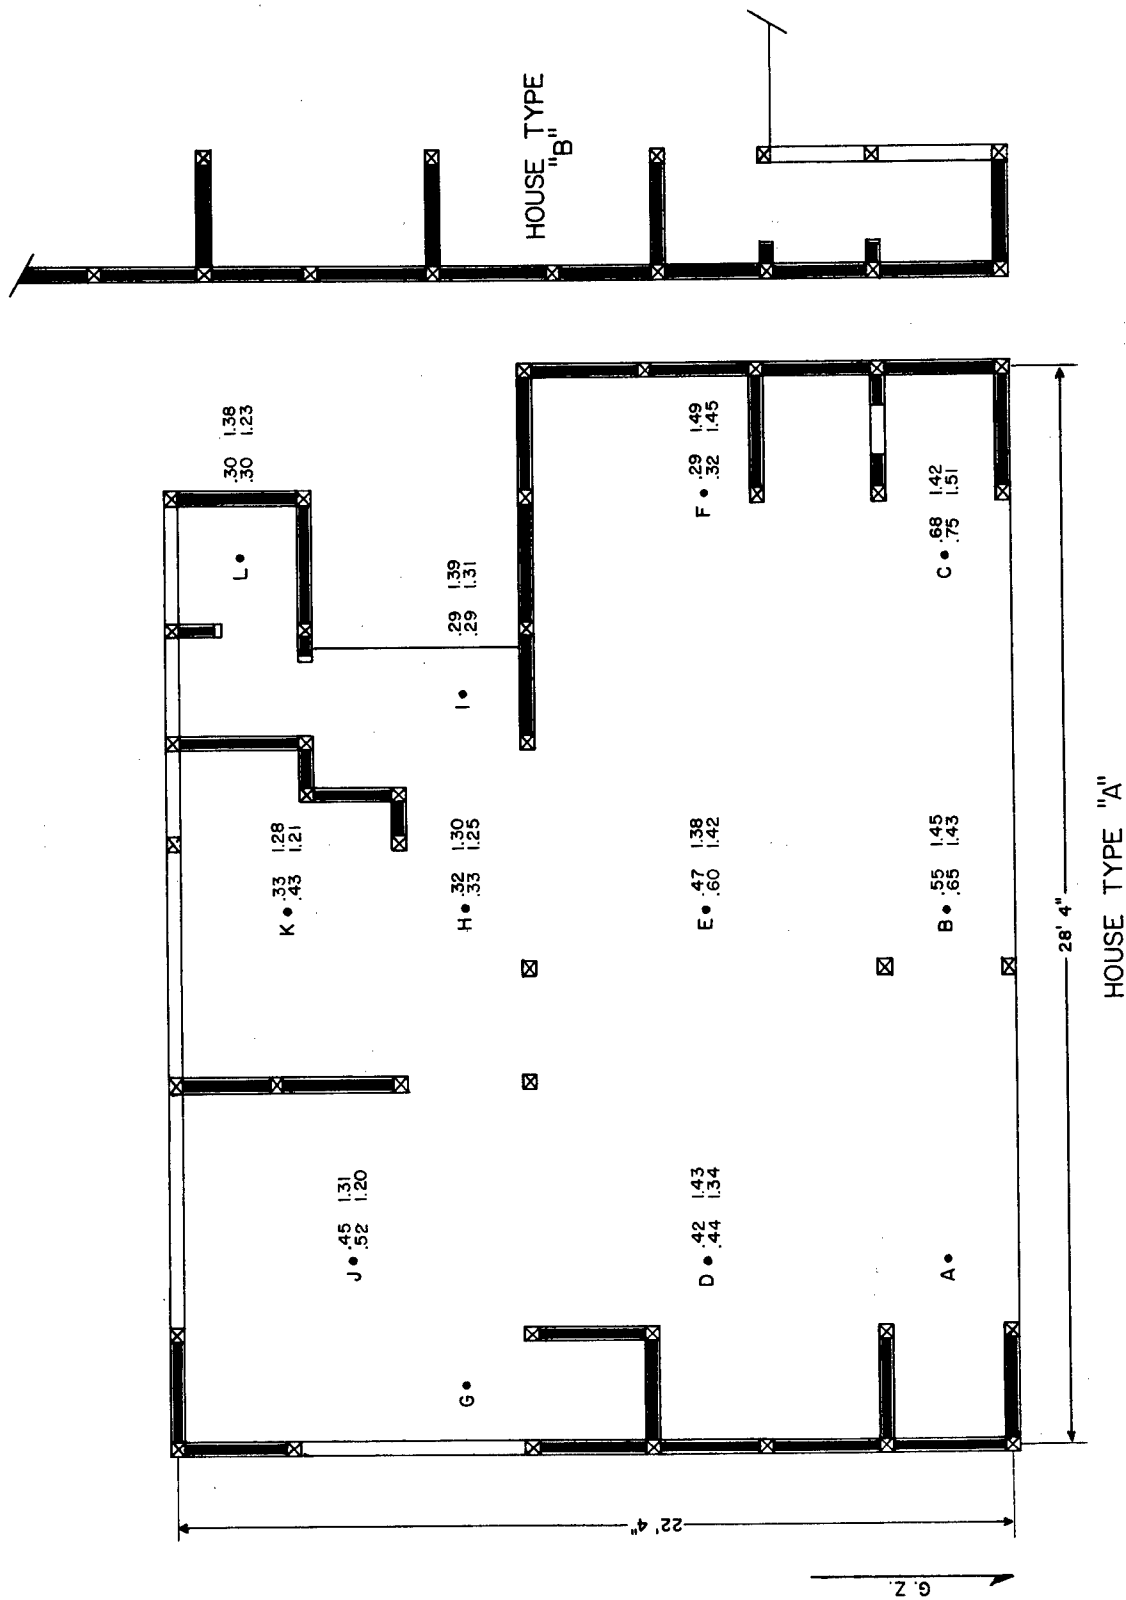 HOUSE TYPE
"B"
L
.30 1.38
.30 1.23
I
.29 1.39
.29 1.31
F .29 1.49
.32 1.45
C .68 1.42
.75 1.51
K .33 1.28
.43 1.21
H .32 1.30
.33 1.25
E .47 1.38
.60 1.42
B .55 1.45
.65 1.43
J .45 1.31
.52 1.20
D .42 1.43
.44 1.34
G
A
28' 4"
HOUSE TYPE "A"
22' 4"
G. Z.